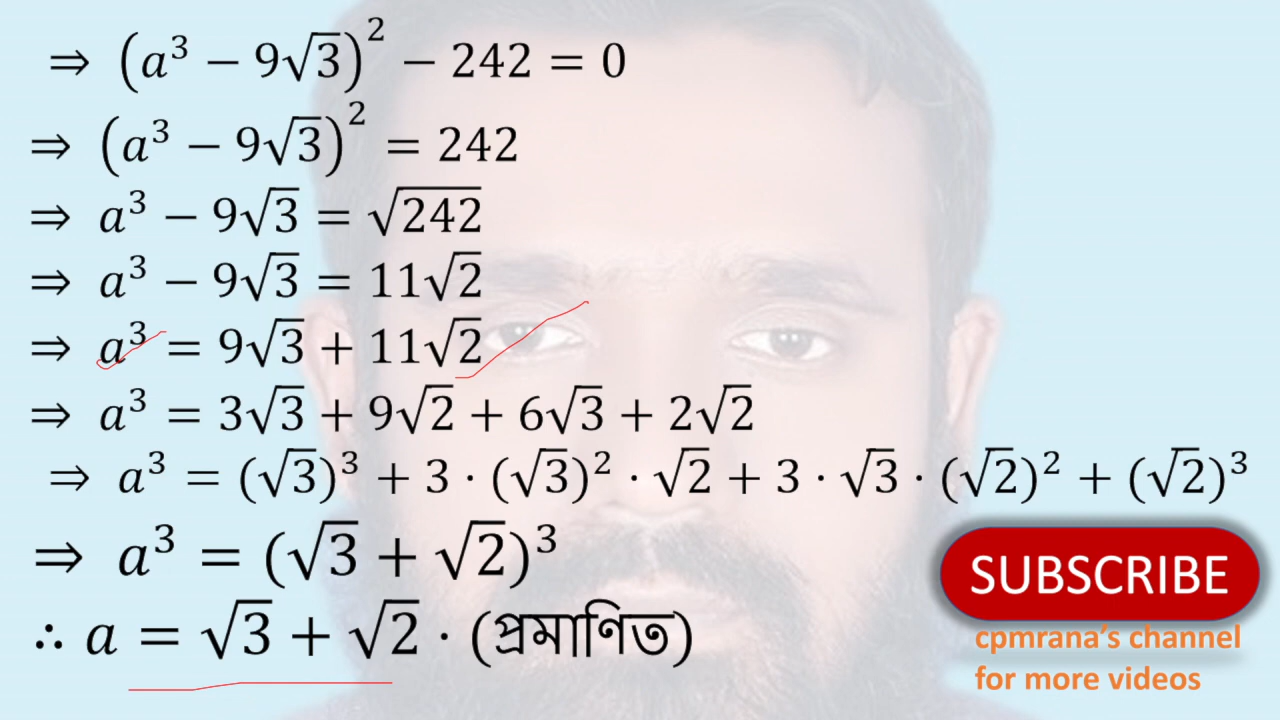 ⇒ (a³ − 9√3)² − 242 = 0
⇒ (a³ − 9√3)² = 242
⇒ a³ − 9√3 = √242
⇒ a³ − 9√3 = 11√2
⇒ a³ = 9√3 + 11√2
⇒ a³ = 3√3 + 9√2 + 6√3 + 2√2
⇒ a³ = (√3)³ + 3 · (√3)² · √2 + 3 · √3 · (√2)² + (√2)³
⇒ a³ = (√3 + √2)³
∴ a = √3 + √2 · (প্রমাণিত)
SUBSCRIBE
cpmrana’s channel
for more videos